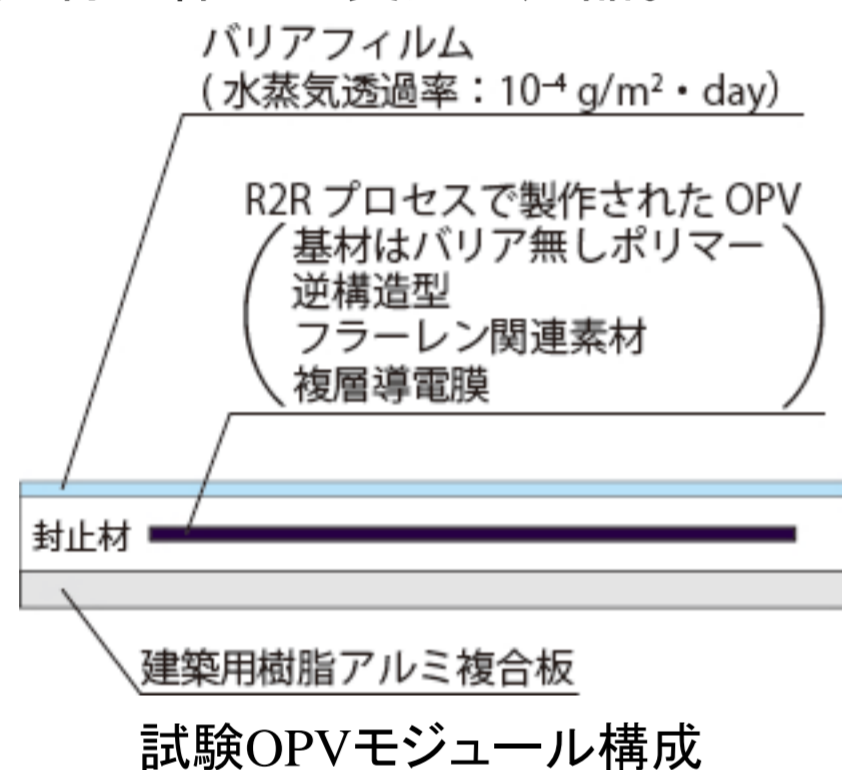 バリアフィルム
(水蒸気透過率：10⁻⁴ g/m²・day)
R2R プロセスで製作された OPV
基材はバリア無しポリマー
逆構造型
フラーレン関連素材
複層導電膜
封止材
建築用樹脂アルミ複合板
試験OPVモジュール構成